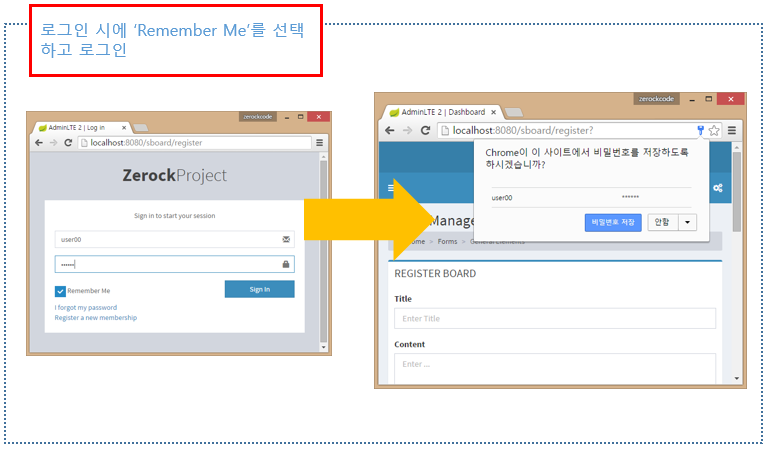 로그인 시에 ‘Remember Me’를 선택
하고 로그인
zerockcode
AdminLTE 2 | Log in
localhost:8080/sboard/register
ZerockProject
Sign in to start your session
user00
••••••
Remember Me
Sign In
I forgot my password
Register a new membership
zerockcode
AdminLTE 2 | Dashboard
localhost:8080/sboard/register?
Chrome이 이 사이트에서 비밀번호를 저장하도록
하시겠습니까?
user00 ******
비밀번호 저장 안함
Manage
Home > Forms > General Elements
REGISTER BOARD
Title
Enter Title
Content
Enter ...